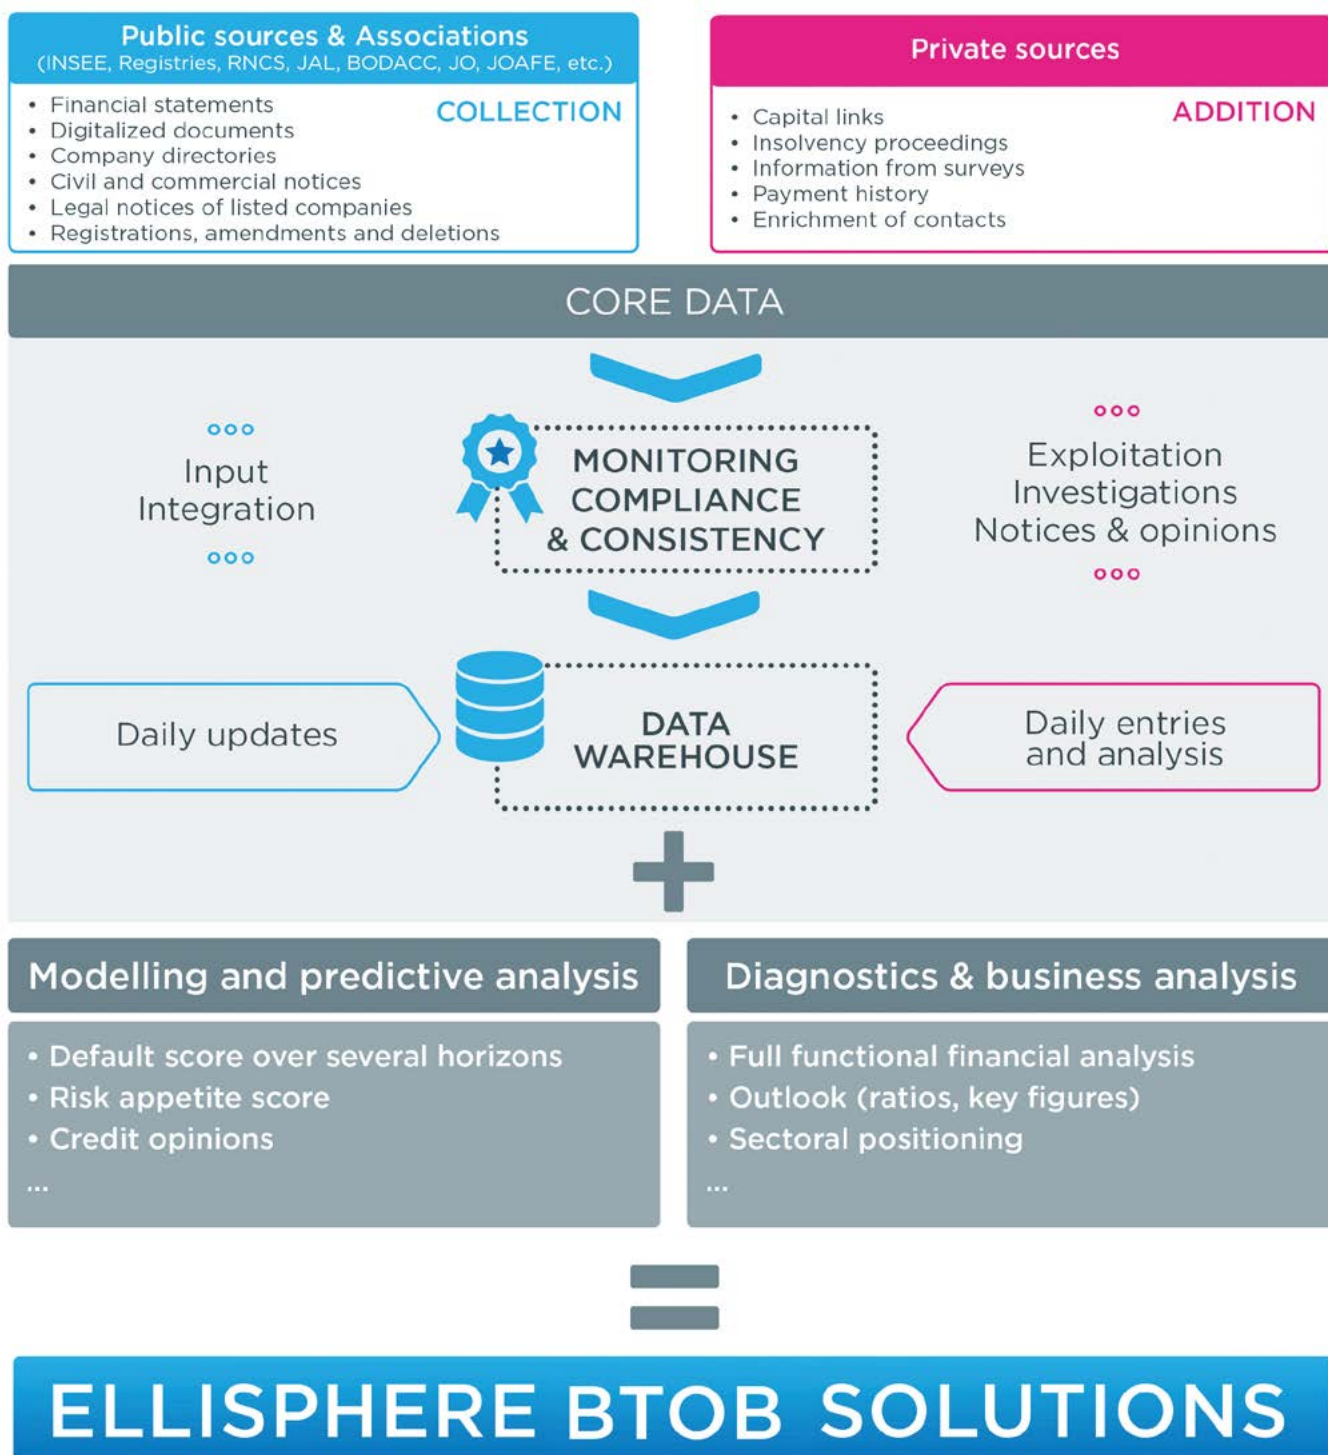 Public sources & Associations
(INSEE, Registries, RNCS, JAL, BODACC, JO, JOAFE, etc.)
COLLECTION
• Financial statements
• Digitalized documents
• Company directories
• Civil and commercial notices
• Legal notices of listed companies
• Registrations, amendments and deletions
Private sources
ADDITION
• Capital links
• Insolvency proceedings
• Information from surveys
• Payment history
• Enrichment of contacts
CORE DATA
Input
Integration
MONITORING
COMPLIANCE
& CONSISTENCY
Exploitation
Investigations
Notices & opinions
Daily updates
DATA
WAREHOUSE
Daily entries
and analysis
Modelling and predictive analysis
• Default score over several horizons
• Risk appetite score
• Credit opinions
...
Diagnostics & business analysis
• Full functional financial analysis
• Outlook (ratios, key figures)
• Sectoral positioning
...
ELLISPHERE BTOB SOLUTIONS